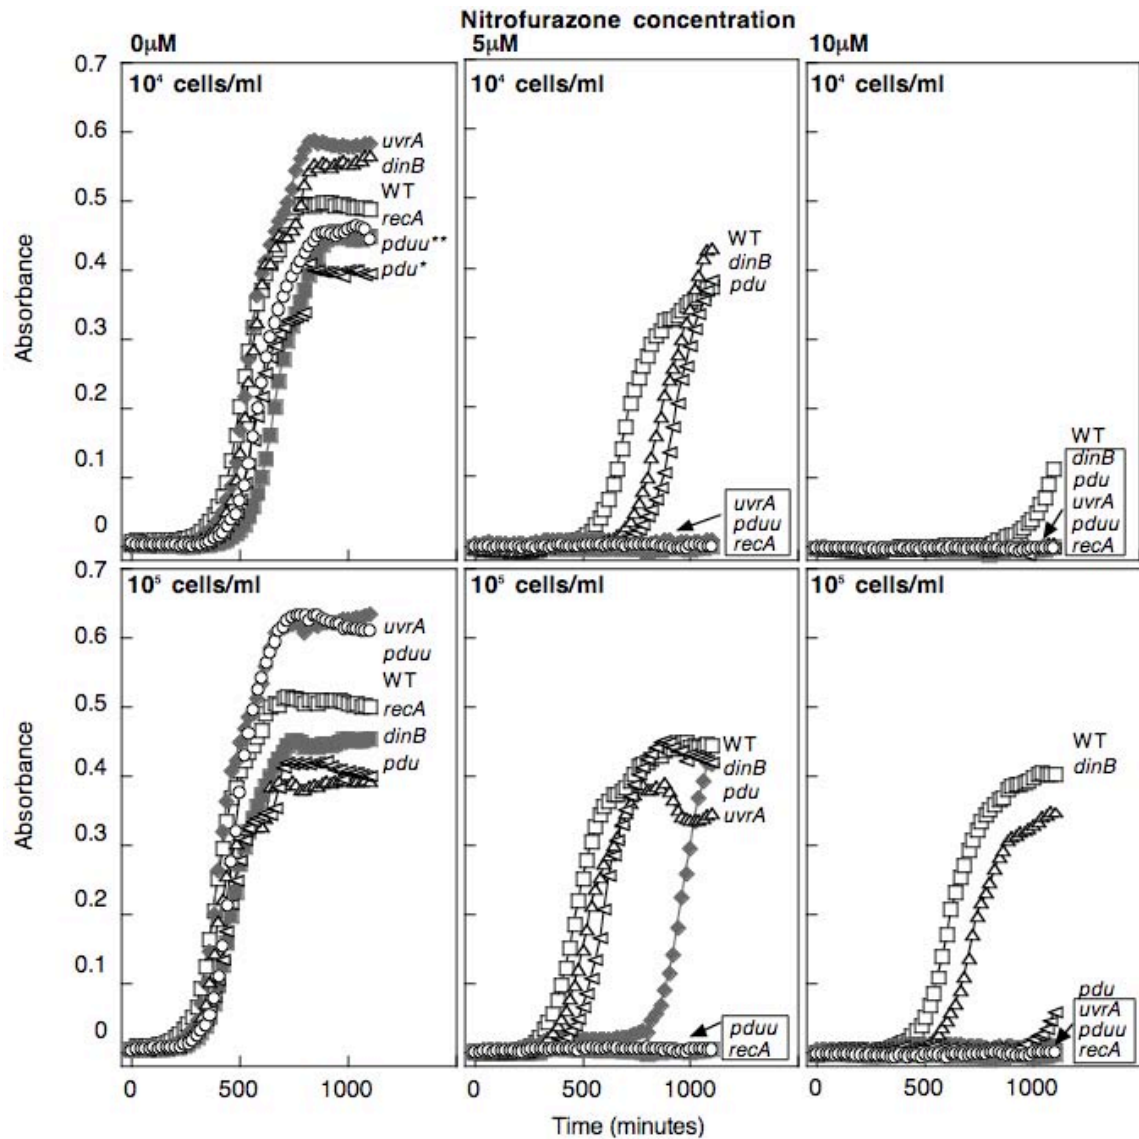 Nitrofurazone concentration
0µM
5µM
10µM
10⁴ cells/ml
10⁴ cells/ml
10⁴ cells/ml
0.7
0.6
0.5
0.4
0.3
0.2
0.1
0
Absorbance
uvrA
dinB
WT
recA
pduu**
pdu*
WT
dinB
pdu
uvrA
pduu
recA
WT
dinB
pdu
uvrA
pduu
recA
10⁵ cells/ml
10⁵ cells/ml
10⁵ cells/ml
0.7
0.6
0.5
0.4
0.3
0.2
0.1
0
Absorbance
uvrA
pduu
WT
recA
dinB
pdu
WT
dinB
pdu
uvrA
pduu
recA
WT
dinB
pdu
uvrA
pduu
recA
0 500 1000
0 500 1000
0 500 1000
Time (minutes)